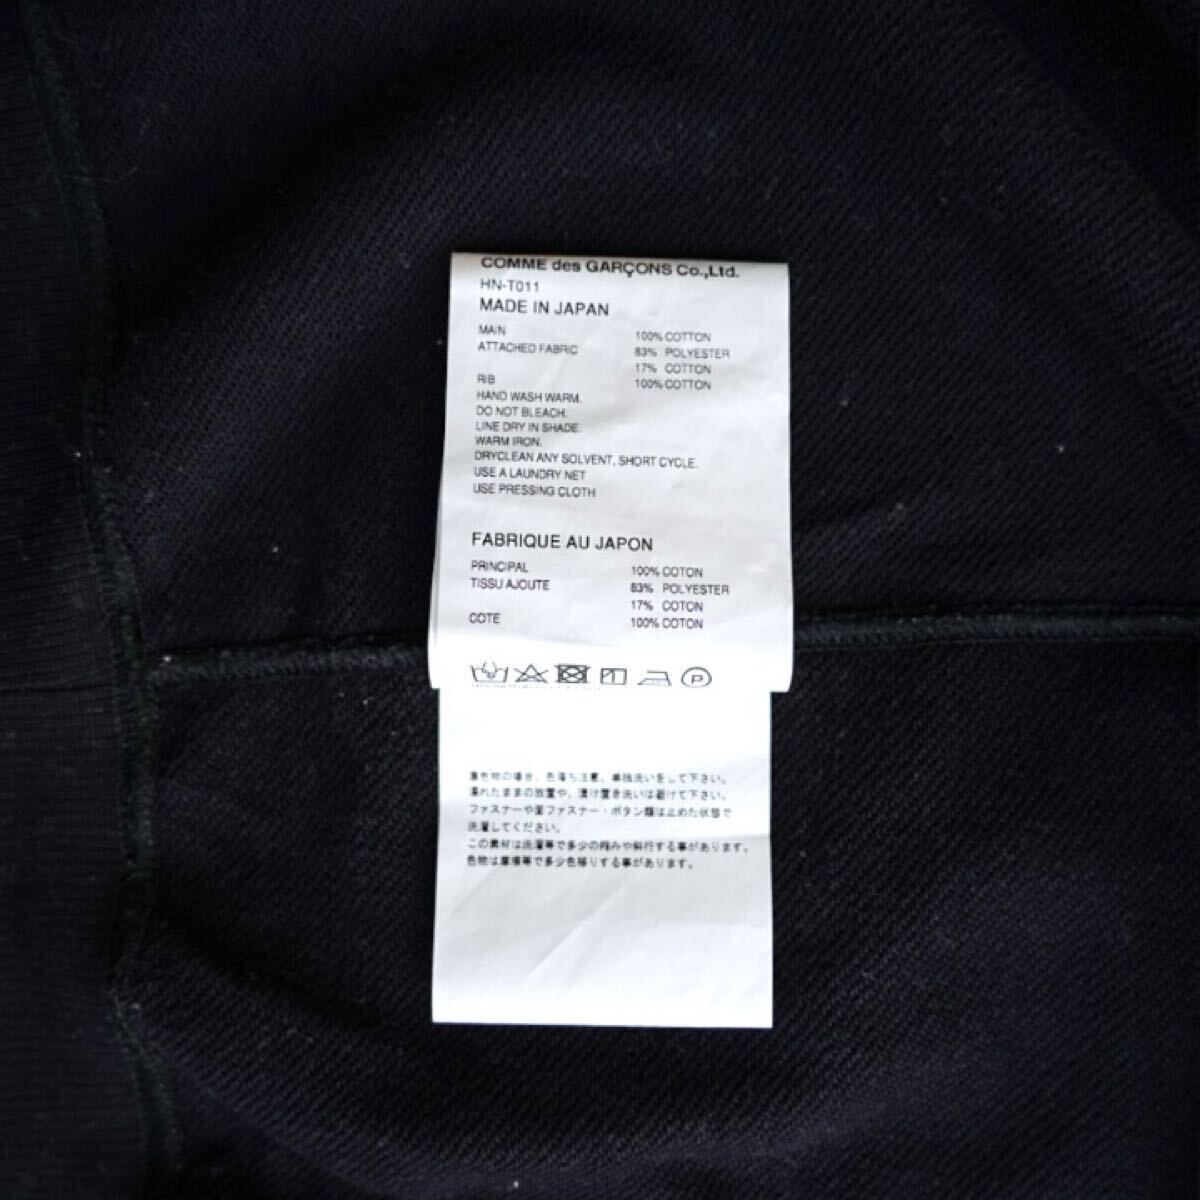 COMME des GARÇONS Co.,Ltd.
HN-T011
MADE IN JAPAN
MAIN 100% COTTON
ATTACHED FABRIC 83% POLYESTER
17% COTTON
RIB 100% COTTON
HAND WASH WARM.
DO NOT BLEACH.
LINE DRY IN SHADE.
WARM IRON.
DRYCLEAN ANY SOLVENT, SHORT CYCLE.
USE A LAUNDRY NET
USE PRESSING CLOTH
FABRIQUE AU JAPON
PRINCIPAL 100% COTON
TISSU AJOUTE 83% POLYESTER
17% COTON
COTE 100% COTON
P
濃色物の場合、色落ち注意、単独洗いをして下さい。
濡れたままの放置や、漬け置き洗いは避けて下さい。
ファスナーや面ファスナー・ボタン類は止めた状態で
洗濯してください。
この素材は洗濯等で多少の縮みや斜行する事があります。
色物は摩擦等で多少色移りする事があります。